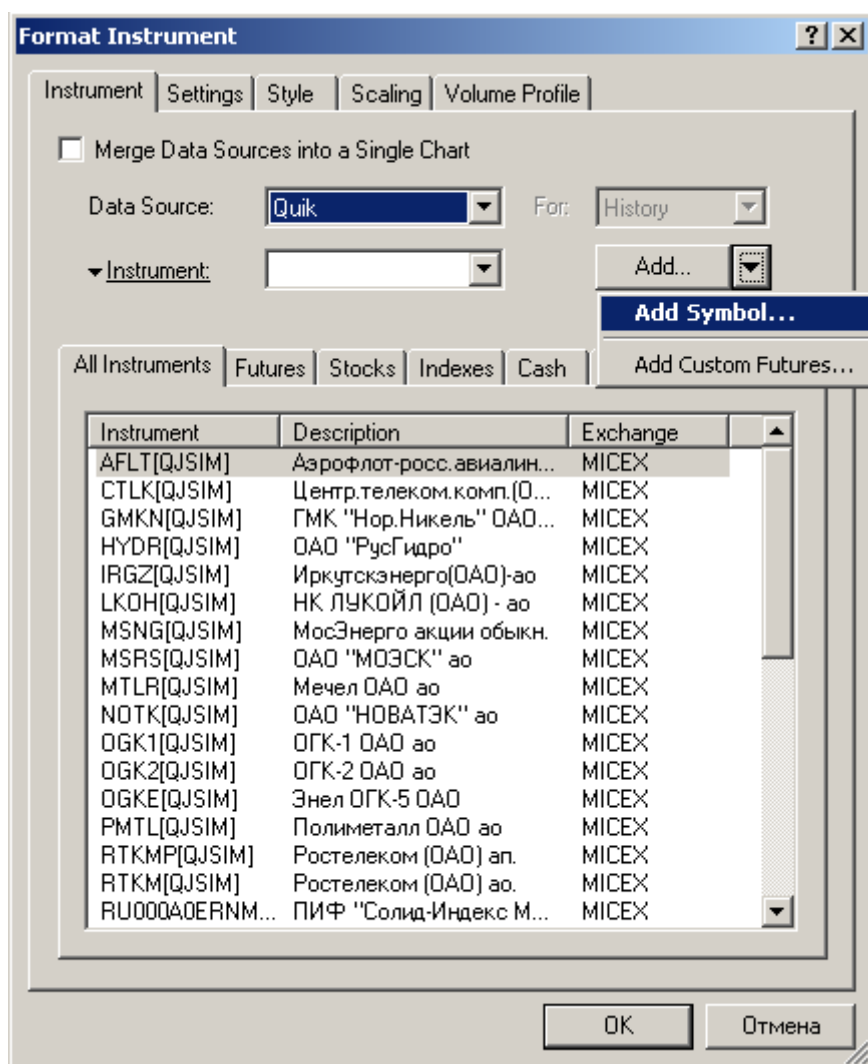 Format Instrument
Instrument Settings Style Scaling Volume Profile
Merge Data Sources into a Single Chart
Data Source: Quik For: History
Instrument: Add...
Add Symbol...
All Instruments Futures Stocks Indexes Cash Add Custom Futures...
Instrument Description Exchange
AFLT[QJSIM] Аэрофлот-росс.авиалин... MICEX
CTLK[QJSIM] Центр.телеком.комп.(О... MICEX
GMKN[QJSIM] ГМК "Нор.Никель" ОАО... MICEX
HYDR[QJSIM] ОАО "РусГидро" MICEX
IRGZ[QJSIM] Иркутскэнерго(ОАО)-ао MICEX
LKOH[QJSIM] НК ЛУКОЙЛ (ОАО) - ао MICEX
MSNG[QJSIM] МосЭнерго акции обыкн. MICEX
MSRS[QJSIM] ОАО "МОЭСК" ао MICEX
MTLR[QJSIM] Мечел ОАО ао MICEX
NOTK[QJSIM] ОАО "НОВАТЭК" ао MICEX
OGK1[QJSIM] ОГК-1 ОАО ао MICEX
OGK2[QJSIM] ОГК-2 ОАО ао MICEX
OGKE[QJSIM] Энел ОГК-5 ОАО MICEX
PMTL[QJSIM] Полиметалл ОАО ао MICEX
RTKMP[QJSIM] Ростелеком (ОАО) ап. MICEX
RTKM[QJSIM] Ростелеком (ОАО) ао. MICEX
RU000A0ERNM... ПИФ "Солид-Индекс М... MICEX
OK Отмена